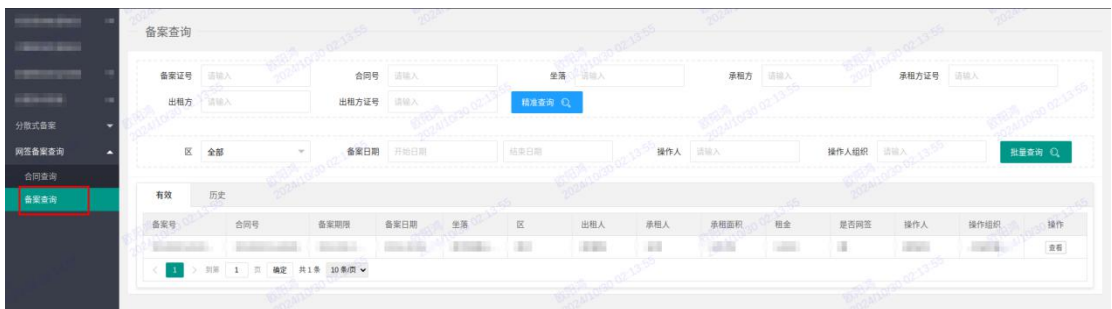 备案查询
备案证号 请输入 合同号 请输入 坐落 请输入 承租方 请输入 承租方证号 请输入
出租方 请输入 出租方证号 请输入 精准查询
分散式备案
网签备案查询
区 全部 备案日期 开始日期 结束日期 操作人 请输入 操作人组织 请输入 批量查询
合同查询
备案查询
有效 历史
备案号 合同号 备案期限 备案日期 坐落 区 出租人 承租人 承租面积 租金 是否网签 操作人 操作组织 操作
查看
1 到第 1 页 确定 共1条 10条/页
2024/10/30 02:13:55